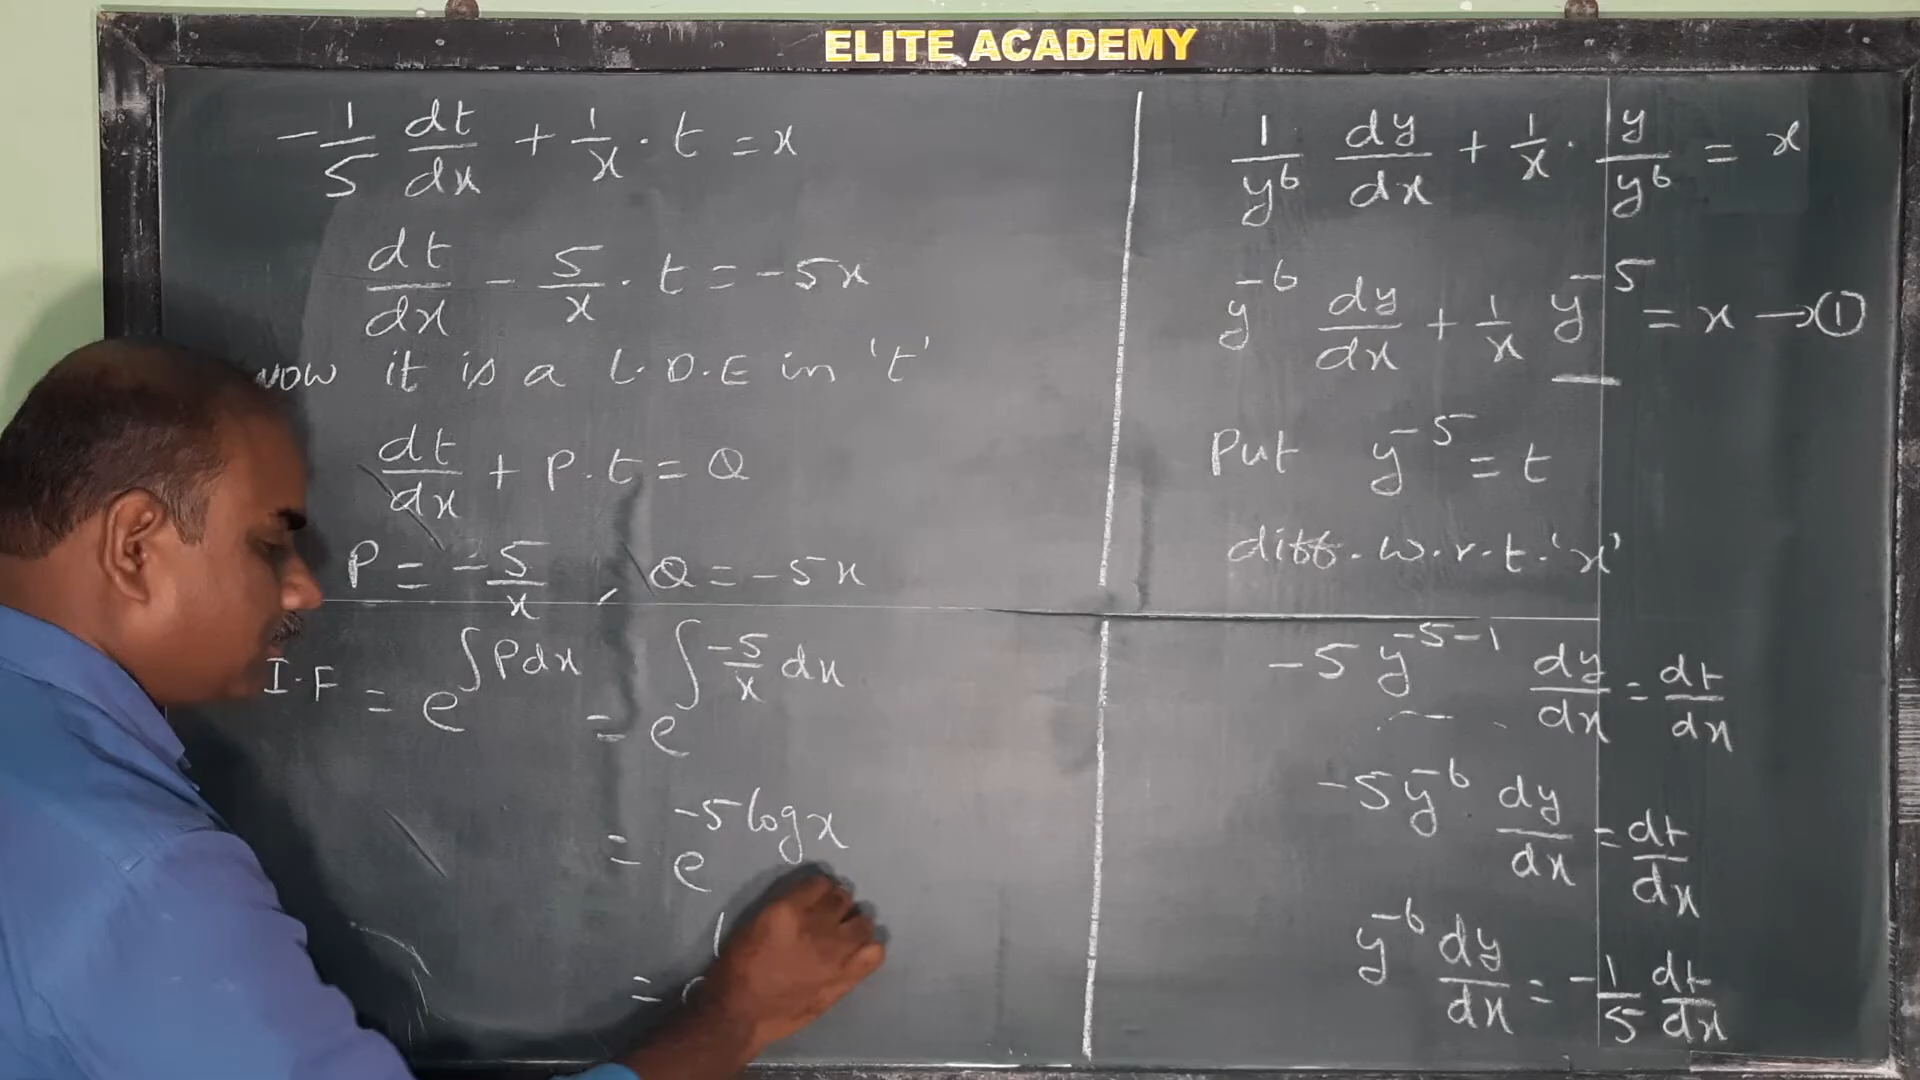 ELITE ACADEMY
-1/5 dt/dx + 1/x · t = x
dt/dx - 5/x · t = -5x
NOW it is a L.D.E in 't'
dt/dx + P·t = Q
P = -5/x , Q = -5x
I.F = e^∫Pdx = e^∫-5/x dx
= e^-5logx
=
1/y^6 dy/dx + 1/x · y/y^6 = x
y^-6 dy/dx + 1/x y^-5 = x → ①
Put y^-5 = t
diff. w.r.t. 'x'
-5 y^-5-1 dy/dx = dt/dx
-5y^-6 dy/dx = dt/dx
y^-6 dy/dx = -1/5 dt/dx